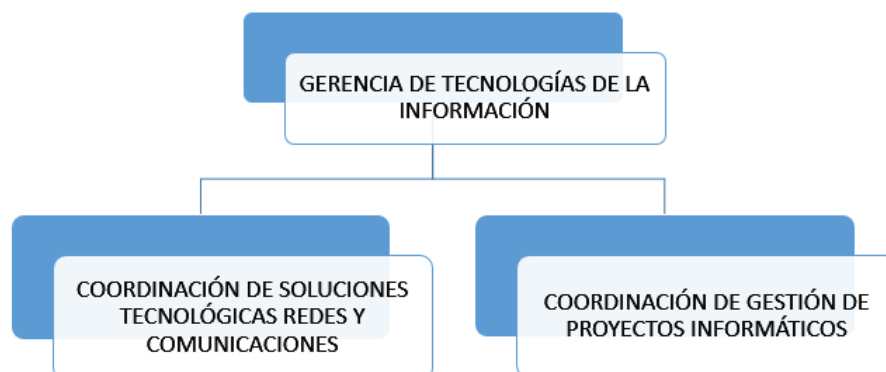 GERENCIA DE TECNOLOGÍAS DE LA
INFORMACIÓN
COORDINACIÓN DE SOLUCIONES
TECNOLÓGICAS REDES Y
COMUNICACIONES
COORDINACIÓN DE GESTIÓN DE
PROYECTOS INFORMÁTICOS